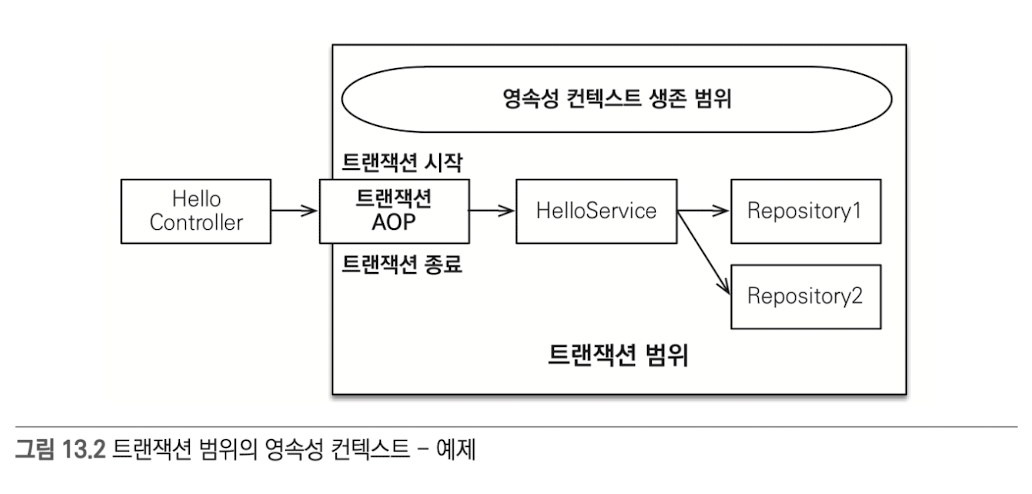 영속성 컨텍스트 생존 범위
트랜잭션 시작
Hello
Controller
트랜잭션
AOP
HelloService
Repository1
트랜잭션 종료
Repository2
트랜잭션 범위
그림 13.2 트랜잭션 범위의 영속성 컨텍스트 - 예제